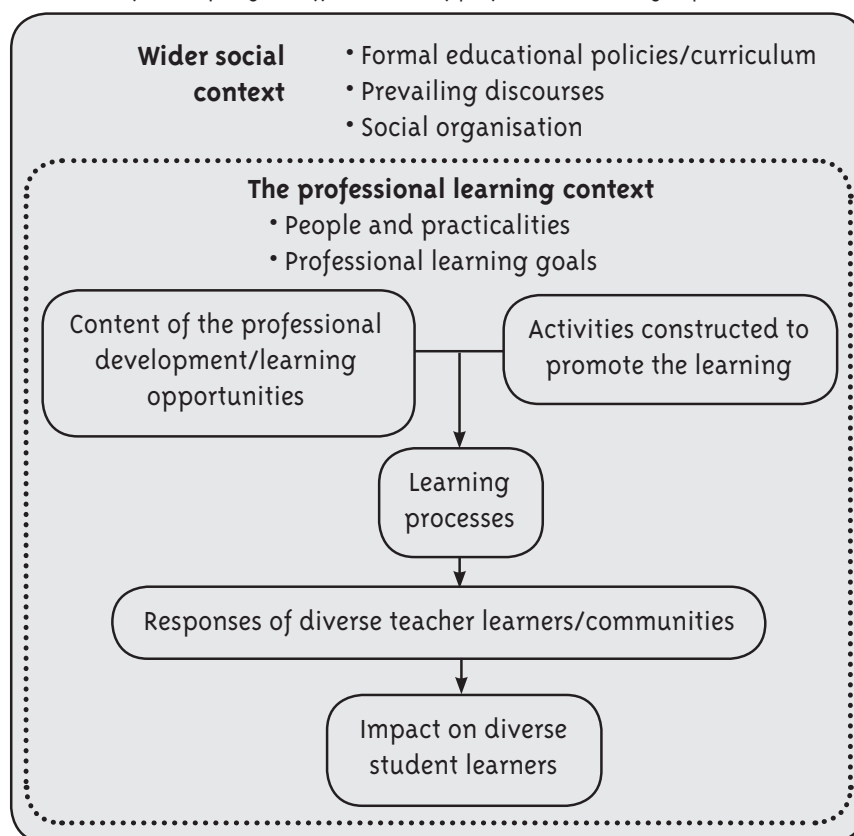 Wider social
context
• Formal educational policies/curriculum
• Prevailing discourses
• Social organisation
The professional learning context
• People and practicalities
• Professional learning goals
Content of the professional
development/learning
opportunities
Activities constructed to
promote the learning
Learning
processes
Responses of diverse teacher learners/communities
Impact on diverse
student learners